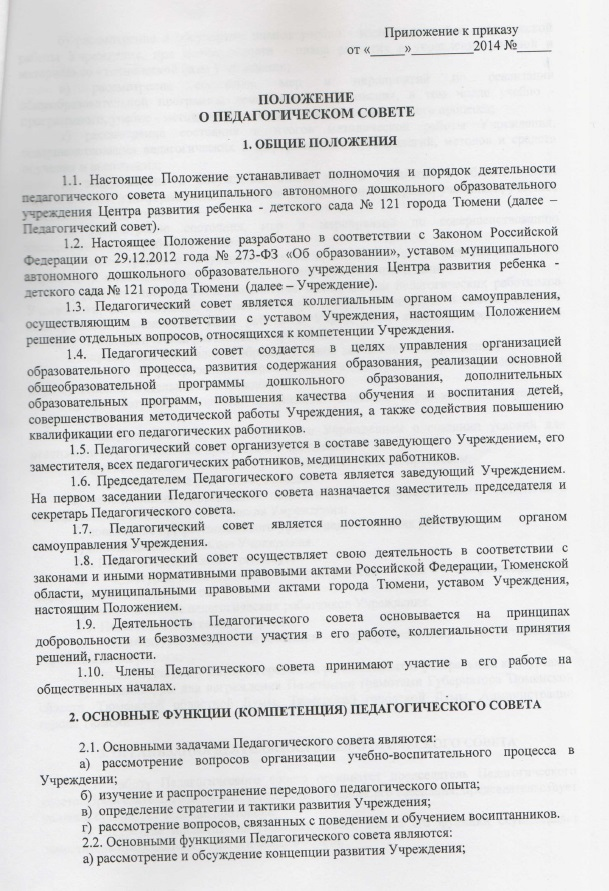 Приложение к приказу
от «_____»__________2014 №_____
ПОЛОЖЕНИЕ
О ПЕДАГОГИЧЕСКОМ СОВЕТЕ
1. ОБЩИЕ ПОЛОЖЕНИЯ
1.1. Настоящее Положение устанавливает полномочия и порядок деятельности
педагогического совета муниципального автономного дошкольного образовательного
учреждения Центра развития ребенка - детского сада № 121 города Тюмени (далее –
Педагогический совет).
1.2. Настоящее Положение разработано в соответствии с Законом Российской
Федерации от 29.12.2012 года № 273-ФЗ «Об образовании», уставом муниципального
автономного дошкольного образовательного учреждения Центра развития ребенка -
детского сада № 121 города Тюмени (далее – Учреждение).
1.3. Педагогический совет является коллегиальным органом самоуправления,
осуществляющим в соответствии с уставом Учреждения, настоящим Положением
решение отдельных вопросов, относящихся к компетенции Учреждения.
1.4. Педагогический совет создается в целях управления организацией
образовательного процесса, развития содержания образования, реализации основной
общеобразовательной программы дошкольного образования, дополнительных
образовательных программ, повышения качества обучения и воспитания детей,
совершенствования методической работы Учреждения, а также содействия повышению
квалификации его педагогических работников.
1.5. Педагогический совет организуется в составе заведующего Учреждением, его
заместителя, всех педагогических работников, медицинских работников.
1.6. Председателем Педагогического совета является заведующий Учреждением.
На первом заседании Педагогического совета назначается заместитель председателя и
секретарь Педагогического совета.
1.7. Педагогический совет является постоянно действующим органом
самоуправления Учреждения.
1.8. Педагогический совет осуществляет свою деятельность в соответствии с
законами и иными нормативными правовыми актами Российской Федерации, Тюменской
области, муниципальными правовыми актами города Тюмени, уставом Учреждения,
настоящим Положением.
1.9. Деятельность Педагогического совета основывается на принципах
добровольности и безвозмездности участия в его работе, коллегиальности принятия
решений, гласности.
1.10. Члены Педагогического совета принимают участие в его работе на
общественных началах.
2. ОСНОВНЫЕ ФУНКЦИИ (КОМПЕТЕНЦИЯ) ПЕДАГОГИЧЕСКОГО СОВЕТА
2.1. Основными задачами Педагогического совета являются:
а) рассмотрение вопросов организации учебно-воспитательного процесса в
Учреждении;
б) изучение и распространение передового педагогического опыта;
в) определение стратегии и тактики развития Учреждения;
г) рассмотрение вопросов, связанных с поведением и обучением восиптанников.
2.2. Основными функциями Педагогического совета являются:
а) рассмотрение и обсуждение концепции развития Учреждения;